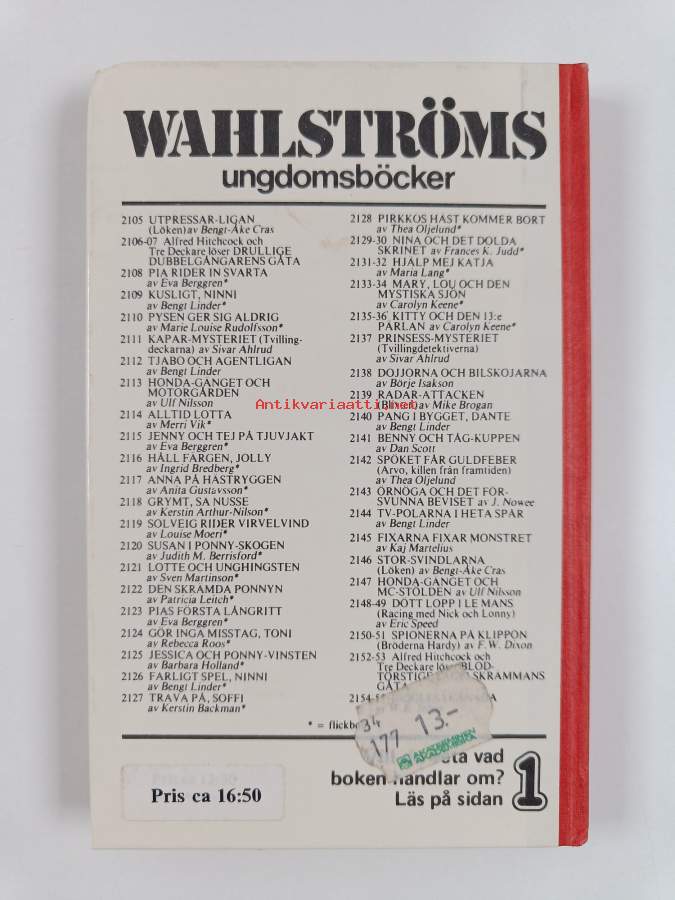 WAHLSTRÖMS
ungdomsböcker
2105 UTPRESSAR-LIGAN
(Löken) av Bengt-Åke Cras
2106-07 Alfred Hitchcock och
Tre Deckare löser DRULLIGE
DUBBELGÅNGARENS GÅTA
2108 PIA RIDER IN SVARTA
av Eva Berggren*
2109 KUSLIGT, NINNI
av Bengt Linder*
2110 PYSEN GER SIG ALDRIG
av Marie Louise Rudolfsson*
2111 KAPAR-MYSTERIET (Tvilling-
deckarna) av Sivar Ahlrud
2112 TJABO OCH AGENTLIGAN
av Bengt Linder
2113 HONDA-GÄNGET OCH
MOTORGÅRDEN
av Ulf Nilsson
2114 ALLTID LOTTA
av Merri Vik*
2115 JENNY OCH TEJ PÅ TJUVJAKT
av Eva Berggren*
2116 HÅLL FÄRGEN, JOLLY
av Ingrid Bredberg*
2117 ANNA PÅ HÄSTRYGGEN
av Anita Gustavsson*
2118 GRYMT, SA NUSSE
av Kerstin Arthur-Nilson*
2119 SOLVEIG RIDER VIRVELVIND
av Louise Moeri*
2120 SUSAN I PONNY-SKOGEN
av Judith M. Berrisford*
2121 LOTTE OCH UNGHINGSTEN
av Sven Martinson*
2122 DEN SKRÄMDA PONNYN
av Patricia Leitch*
2123 PIAS FÖRSTA LÅNGRITT
av Eva Berggren*
2124 GÖR INGA MISSTAG, TONI
av Rebecca Roos*
2125 JESSICA OCH PONNY-VINSTEN
av Barbara Holland*
2126 FARLIGT SPEL, NINNI
av Bengt Linder*
2127 TRAVA PÅ, SOFFI
av Kerstin Backman*
2128 PIRKKOS HÄST KOMMER BORT
av Thea Oljelund*
2129-30 NINA OCH DET DOLDA
SKRINET av Frances K. Judd*
2131-32 HJÄLP MEJ KATJA
av Maria Lang*
2133-34 MARY, LOU OCH DEN
MYSTISKA SJÖN
av Carolyn Keene*
2135-36 KITTY OCH DEN 13:e
PÄRLAN av Carolyn Keene*
2137 PRINSESS-MYSTERIET
(Tvillingdetektiverna)
av Sivar Ahlrud
2138 DOJJORNA OCH BILSKOJARNA
av Börje Isakson
2139 RADAR-ATTACKEN
(Blixten) av Mike Brogan
2140 PANG I BYGGET, DANTE
av Bengt Linder
2141 BENNY OCH TÅG-KUPPEN
av Dan Scott
2142 SPÖKET FÅR GULDFEBER
(Arvo, killen från framtiden)
av Thea Oljelund
2143 ÖRNÖGA OCH DET FÖR-
SVUNNA BEVISET av J. Nowee
2144 TV-POLARNA I HETA SPÅR
av Bengt Linder
2145 FIXARNA FIXAR MONSTRET
av Kaj Martelius
2146 STOR-SVINDLARNA
(Löken) av Bengt-Åke Cras
2147 HONDA-GÄNGET OCH
MC-STÖLDEN av Ulf Nilsson
2148-49 DÖTT LOPP I LE MANS
(Racing med Nick och Lonny)
av Eric Speed
2150-51 SPIONERNA PÅ KLIPPON
(Bröderna Hardy) av F.W. Dixon
2152-53 Alfred Hitchcock och
Tre Deckare löser BLOD-
TÖRSTIGE SKRÄMMANS
GÅTA
* = flickbo
34
177 13.-
AKATEEMINEN
AKADEMISKA
veta vad
boken handlar om?
Läs på sidan 1
Pris ca 16:50
Antikvariaatti.net